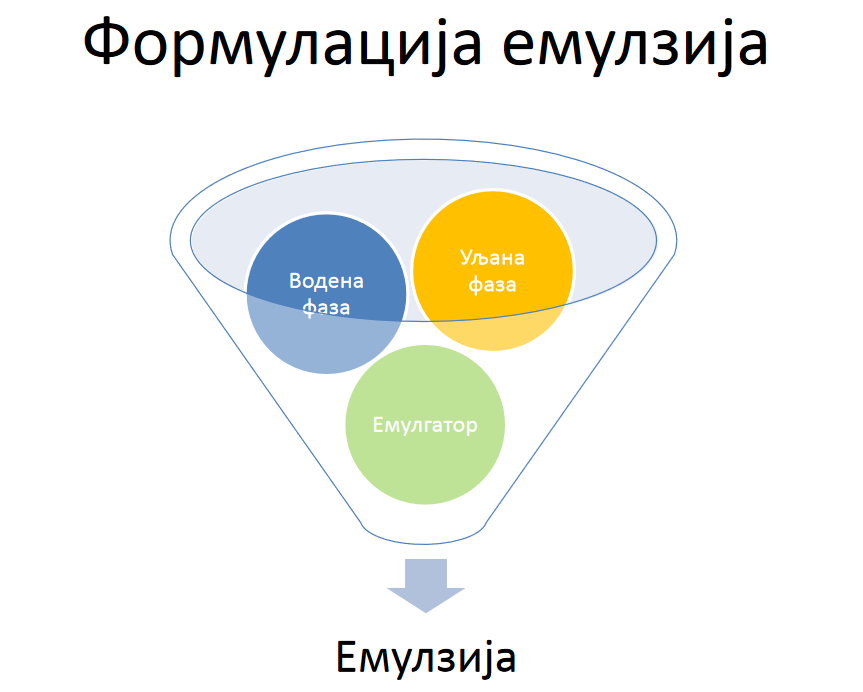 Формулација емулзија
Водена
фаза
Уљана
фаза
Емулгатор
Емулзија